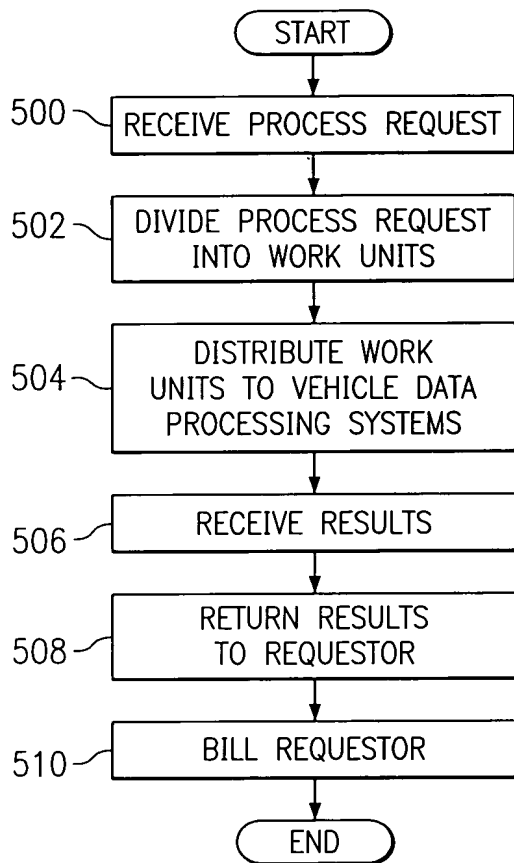 START
500
RECEIVE PROCESS REQUEST
502
DIVIDE PROCESS REQUEST
INTO WORK UNITS
504
DISTRIBUTE WORK
UNITS TO VEHICLE DATA
PROCESSING SYSTEMS
506
RECEIVE RESULTS
508
RETURN RESULTS
TO REQUESTOR
510
BILL REQUESTOR
END